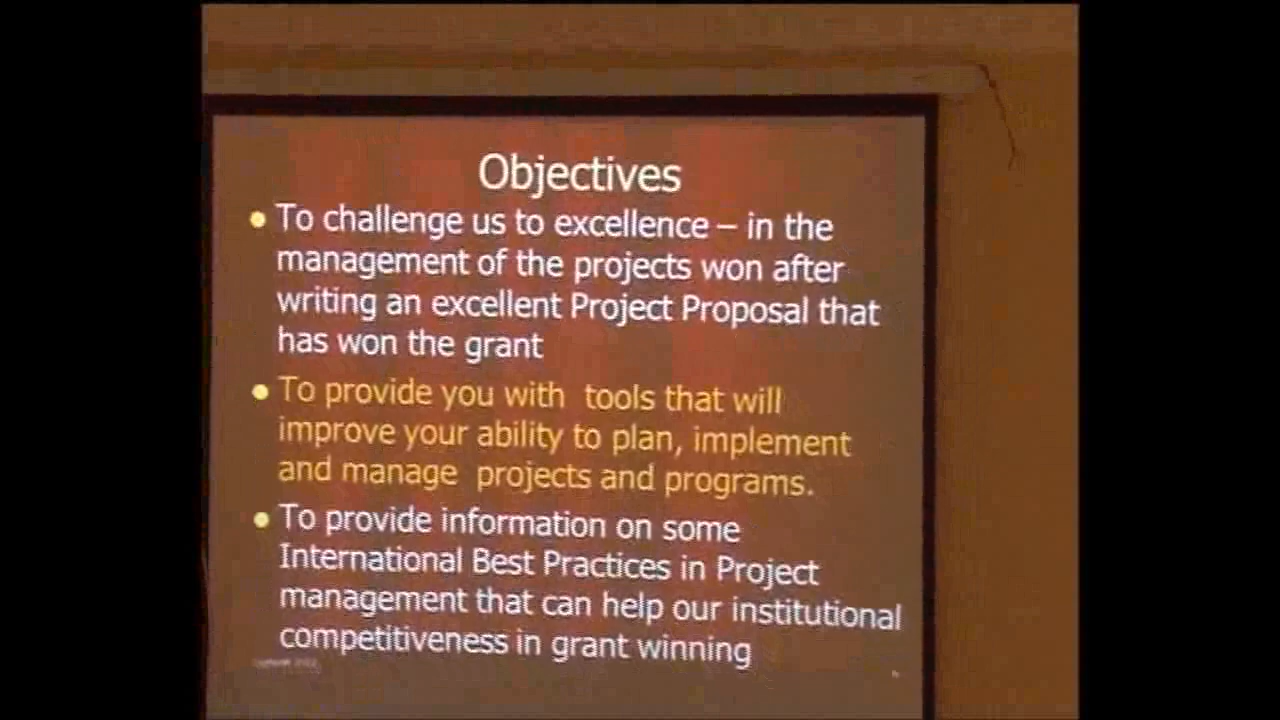 Objectives
To challenge us to excellence – in the
management of the projects won after
writing an excellent Project Proposal that
has won the grant
To provide you with tools that will
improve your ability to plan, implement
and manage projects and programs.
To provide information on some
International Best Practices in Project
management that can help our institutional
competitiveness in grant winning